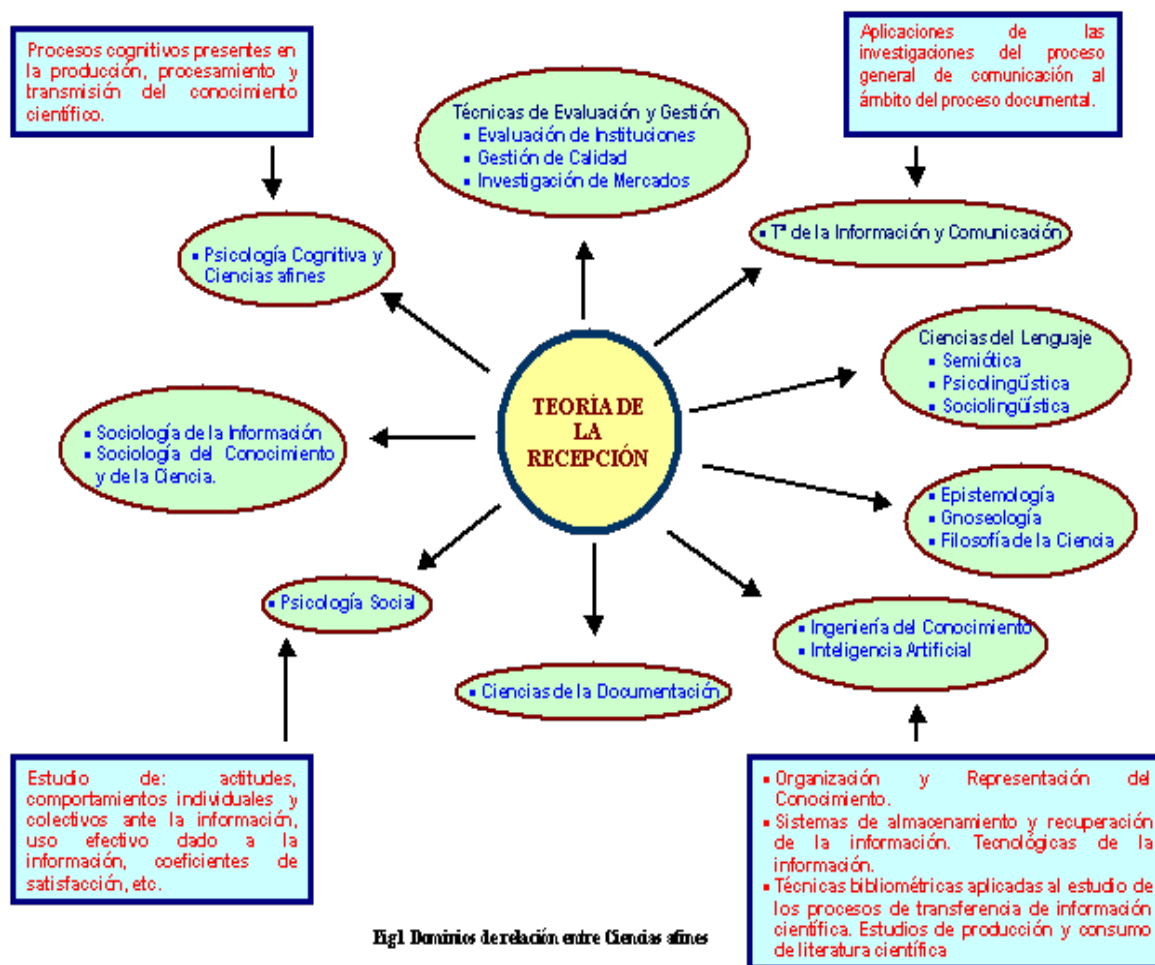 Procesos cognitivos presentes en
la producción, procesamiento y
transmisión del conocimiento
científico.
Aplicaciones de las
investigaciones del proceso
general de comunicación al
ámbito del proceso documental.
Técnicas de Evaluación y Gestión
▪ Evaluación de Instituciones
▪ Gestión de Calidad
▪ Investigación de Mercados
▪ Psicología Cognitiva y
Ciencias afines
▪ Tª de la Información y Comunicación
Ciencias del Lenguaje
▪ Semiótica
▪ Psicolingüística
▪ Sociolingüística
TEORÍA DE
LA
RECEPCIÓN
▪ Sociología de la Información
▪ Sociología del Conocimiento
y de la Ciencia.
▪ Epistemología
▪ Gnoseología
▪ Filosofía de la Ciencia
▪ Psicología Social
▪ Ingeniería del Conocimiento
▪ Inteligencia Artificial
▪ Ciencias de la Documentación
Estudio de: actitudes,
comportamientos individuales y
colectivos ante la información,
uso efectivo dado a la
información, coeficientes de
satisfacción, etc.
▪ Organización y Representación del
Conocimiento.
▪ Sistemas de almacenamiento y recuperación
de la información. Tecnológicas de la
información.
▪ Técnicas bibliométricas aplicadas al estudio de
los procesos de transferencia de información
científica. Estudios de producción y consumo
de literatura científica
Fig1 Dominios de relación entre Ciencias afines